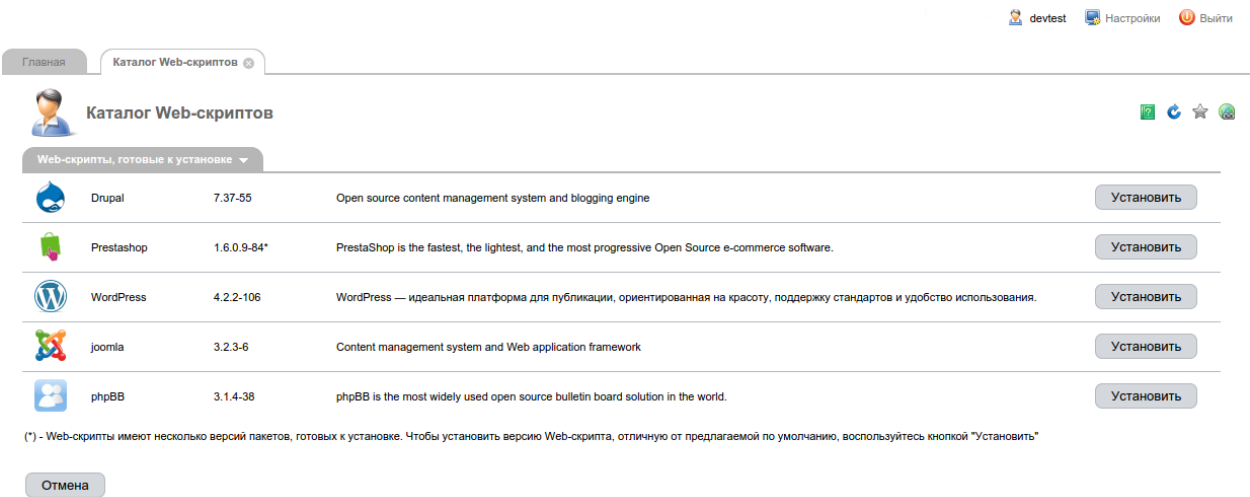 devtest Настройки Выйти
Главная Каталог Web-скриптов
Каталог Web-скриптов
Web-скрипты, готовые к установке
Drupal 7.37-55 Open source content management system and blogging engine Установить
Prestashop 1.6.0.9-84* PrestaShop is the fastest, the lightest, and the most progressive Open Source e-commerce software. Установить
WordPress 4.2.2-106 WordPress — идеальная платформа для публикации, ориентированная на красоту, поддержку стандартов и удобство использования. Установить
joomla 3.2.3-6 Content management system and Web application framework Установить
phpBB 3.1.4-38 phpBB is the most widely used open source bulletin board solution in the world. Установить
(*) - Web-скрипты имеют несколько версий пакетов, готовых к установке. Чтобы установить версию Web-скрипта, отличную от предлагаемой по умолчанию, воспользуйтесь кнопкой "Установить"
Отмена